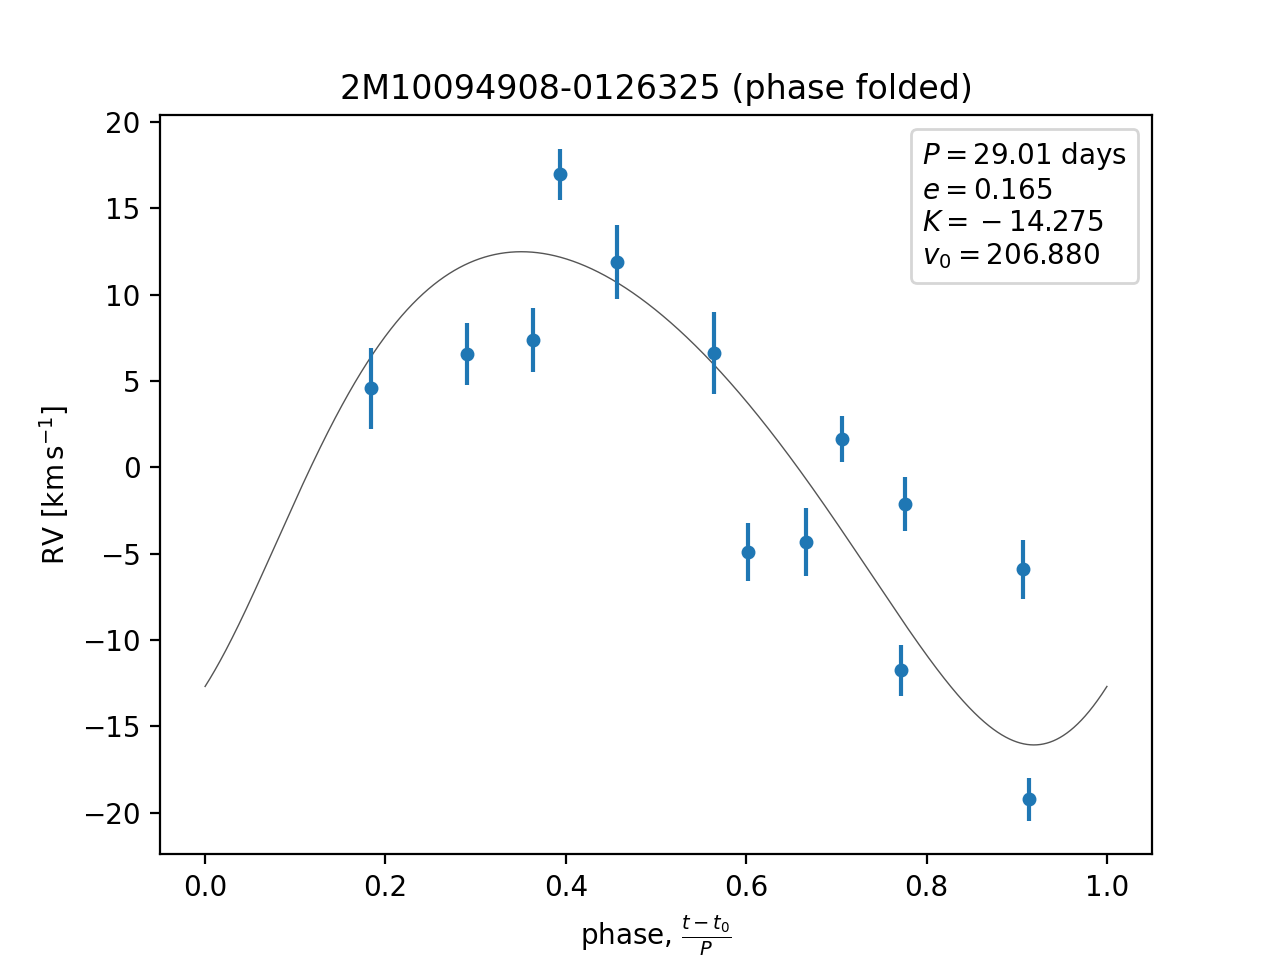 2M10094908-0126325 (phase folded)
P = 29.01 days
e = 0.165
K = −14.275
v₀ = 206.880
RV [km s⁻¹]
20
15
10
5
0
−5
−10
−15
−20
0.0 0.2 0.4 0.6 0.8 1.0
phase, (t − t₀)/P